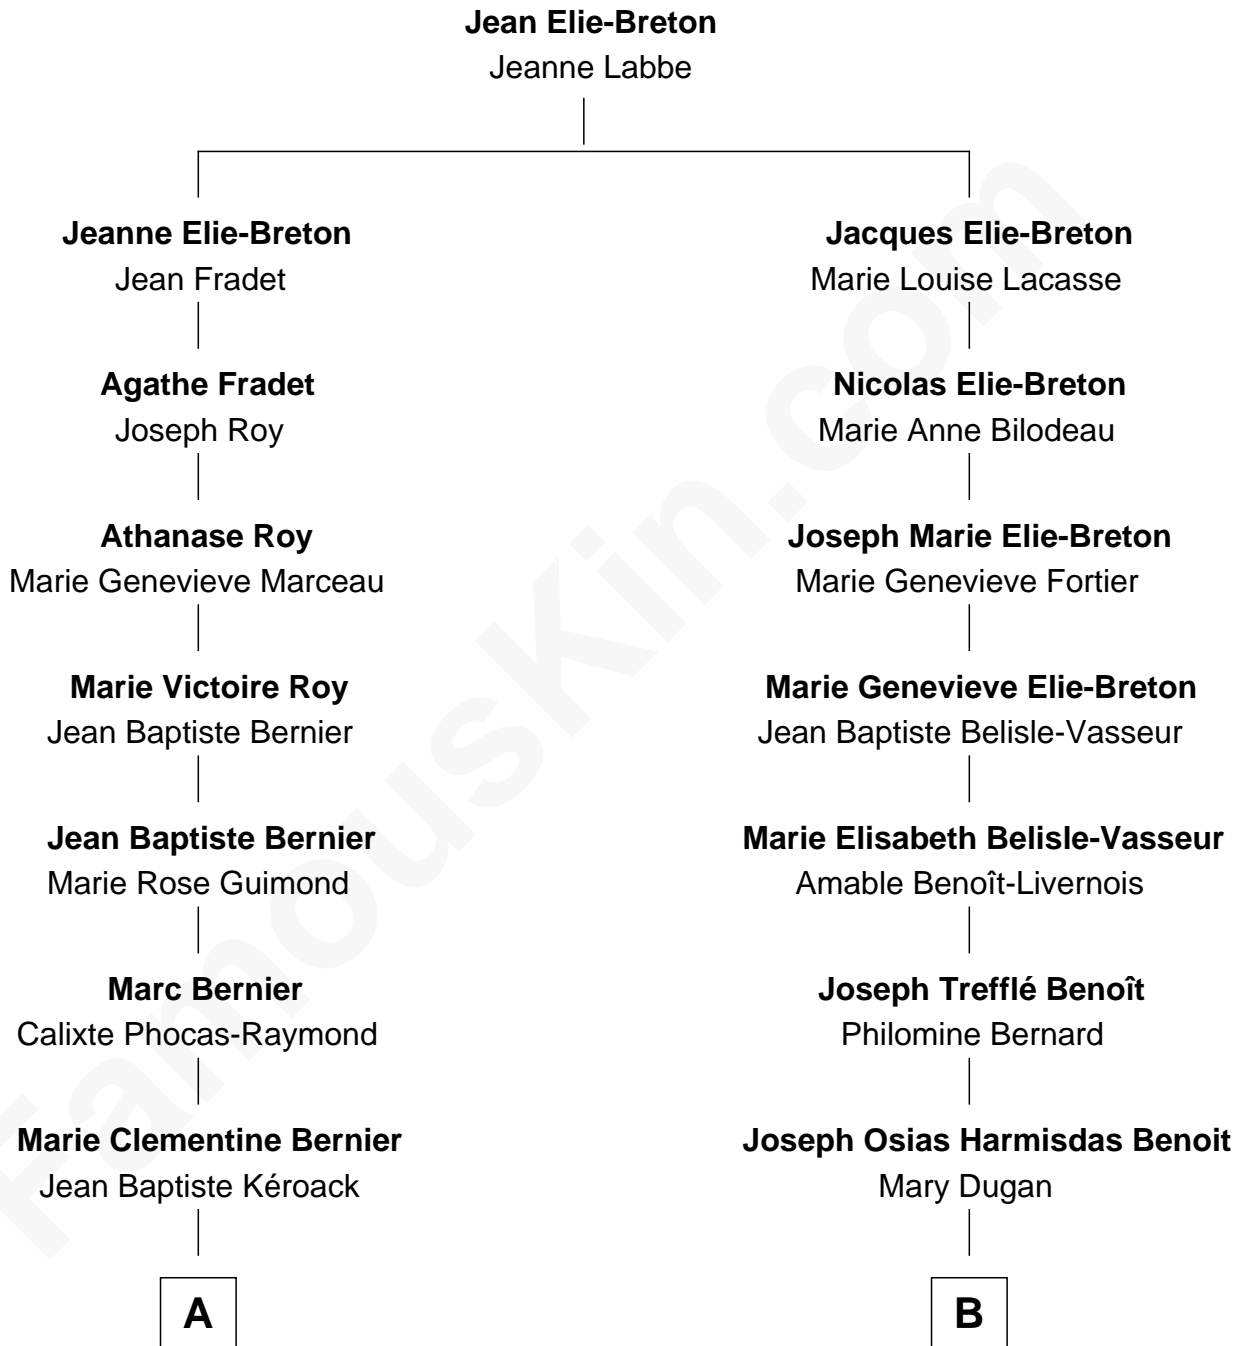 Jean Elie-Breton
Jeanne Labbe
Jeanne Elie-Breton
Jean Fradet
Jacques Elie-Breton
Marie Louise Lacasse
Agathe Fradet
Joseph Roy
Nicolas Elie-Breton
Marie Anne Bilodeau
Athanase Roy
Marie Genevieve Marceau
Joseph Marie Elie-Breton
Marie Genevieve Fortier
Marie Victoire Roy
Jean Baptiste Bernier
Marie Genevieve Elie-Breton
Jean Baptiste Belisle-Vasseur
Jean Baptiste Bernier
Marie Rose Guimond
Marie Elisabeth Belisle-Vasseur
Amable Benoît-Livernois
Marc Bernier
Calixte Phocas-Raymond
Joseph Trefflé Benoît
Philomine Bernard
Marie Clementine Bernier
Jean Baptiste Kéroack
Joseph Osias Harmisdas Benoit
Mary Dugan
A
B
FamousKin.com